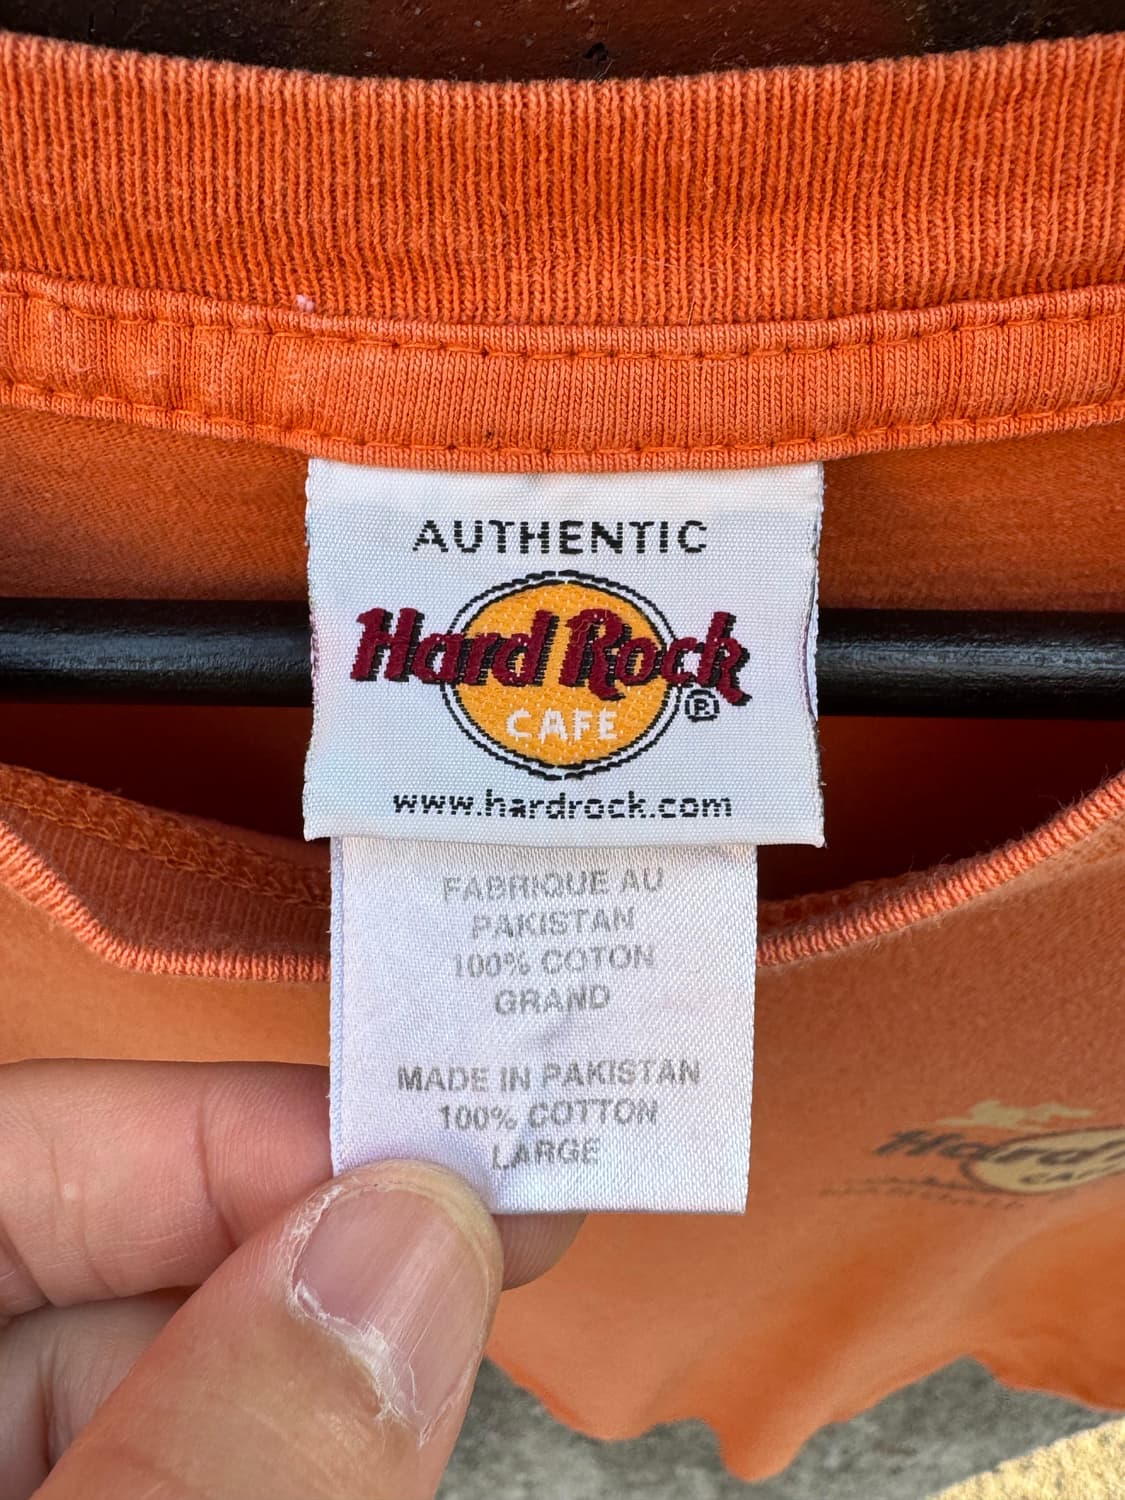 AUTHENTIC
Hard Rock
CAFE
®
www.hardrock.com
FABRIQUE AU
PAKISTAN
100% COTON
GRAND
MADE IN PAKISTAN
100% COTTON
LARGE
Hard